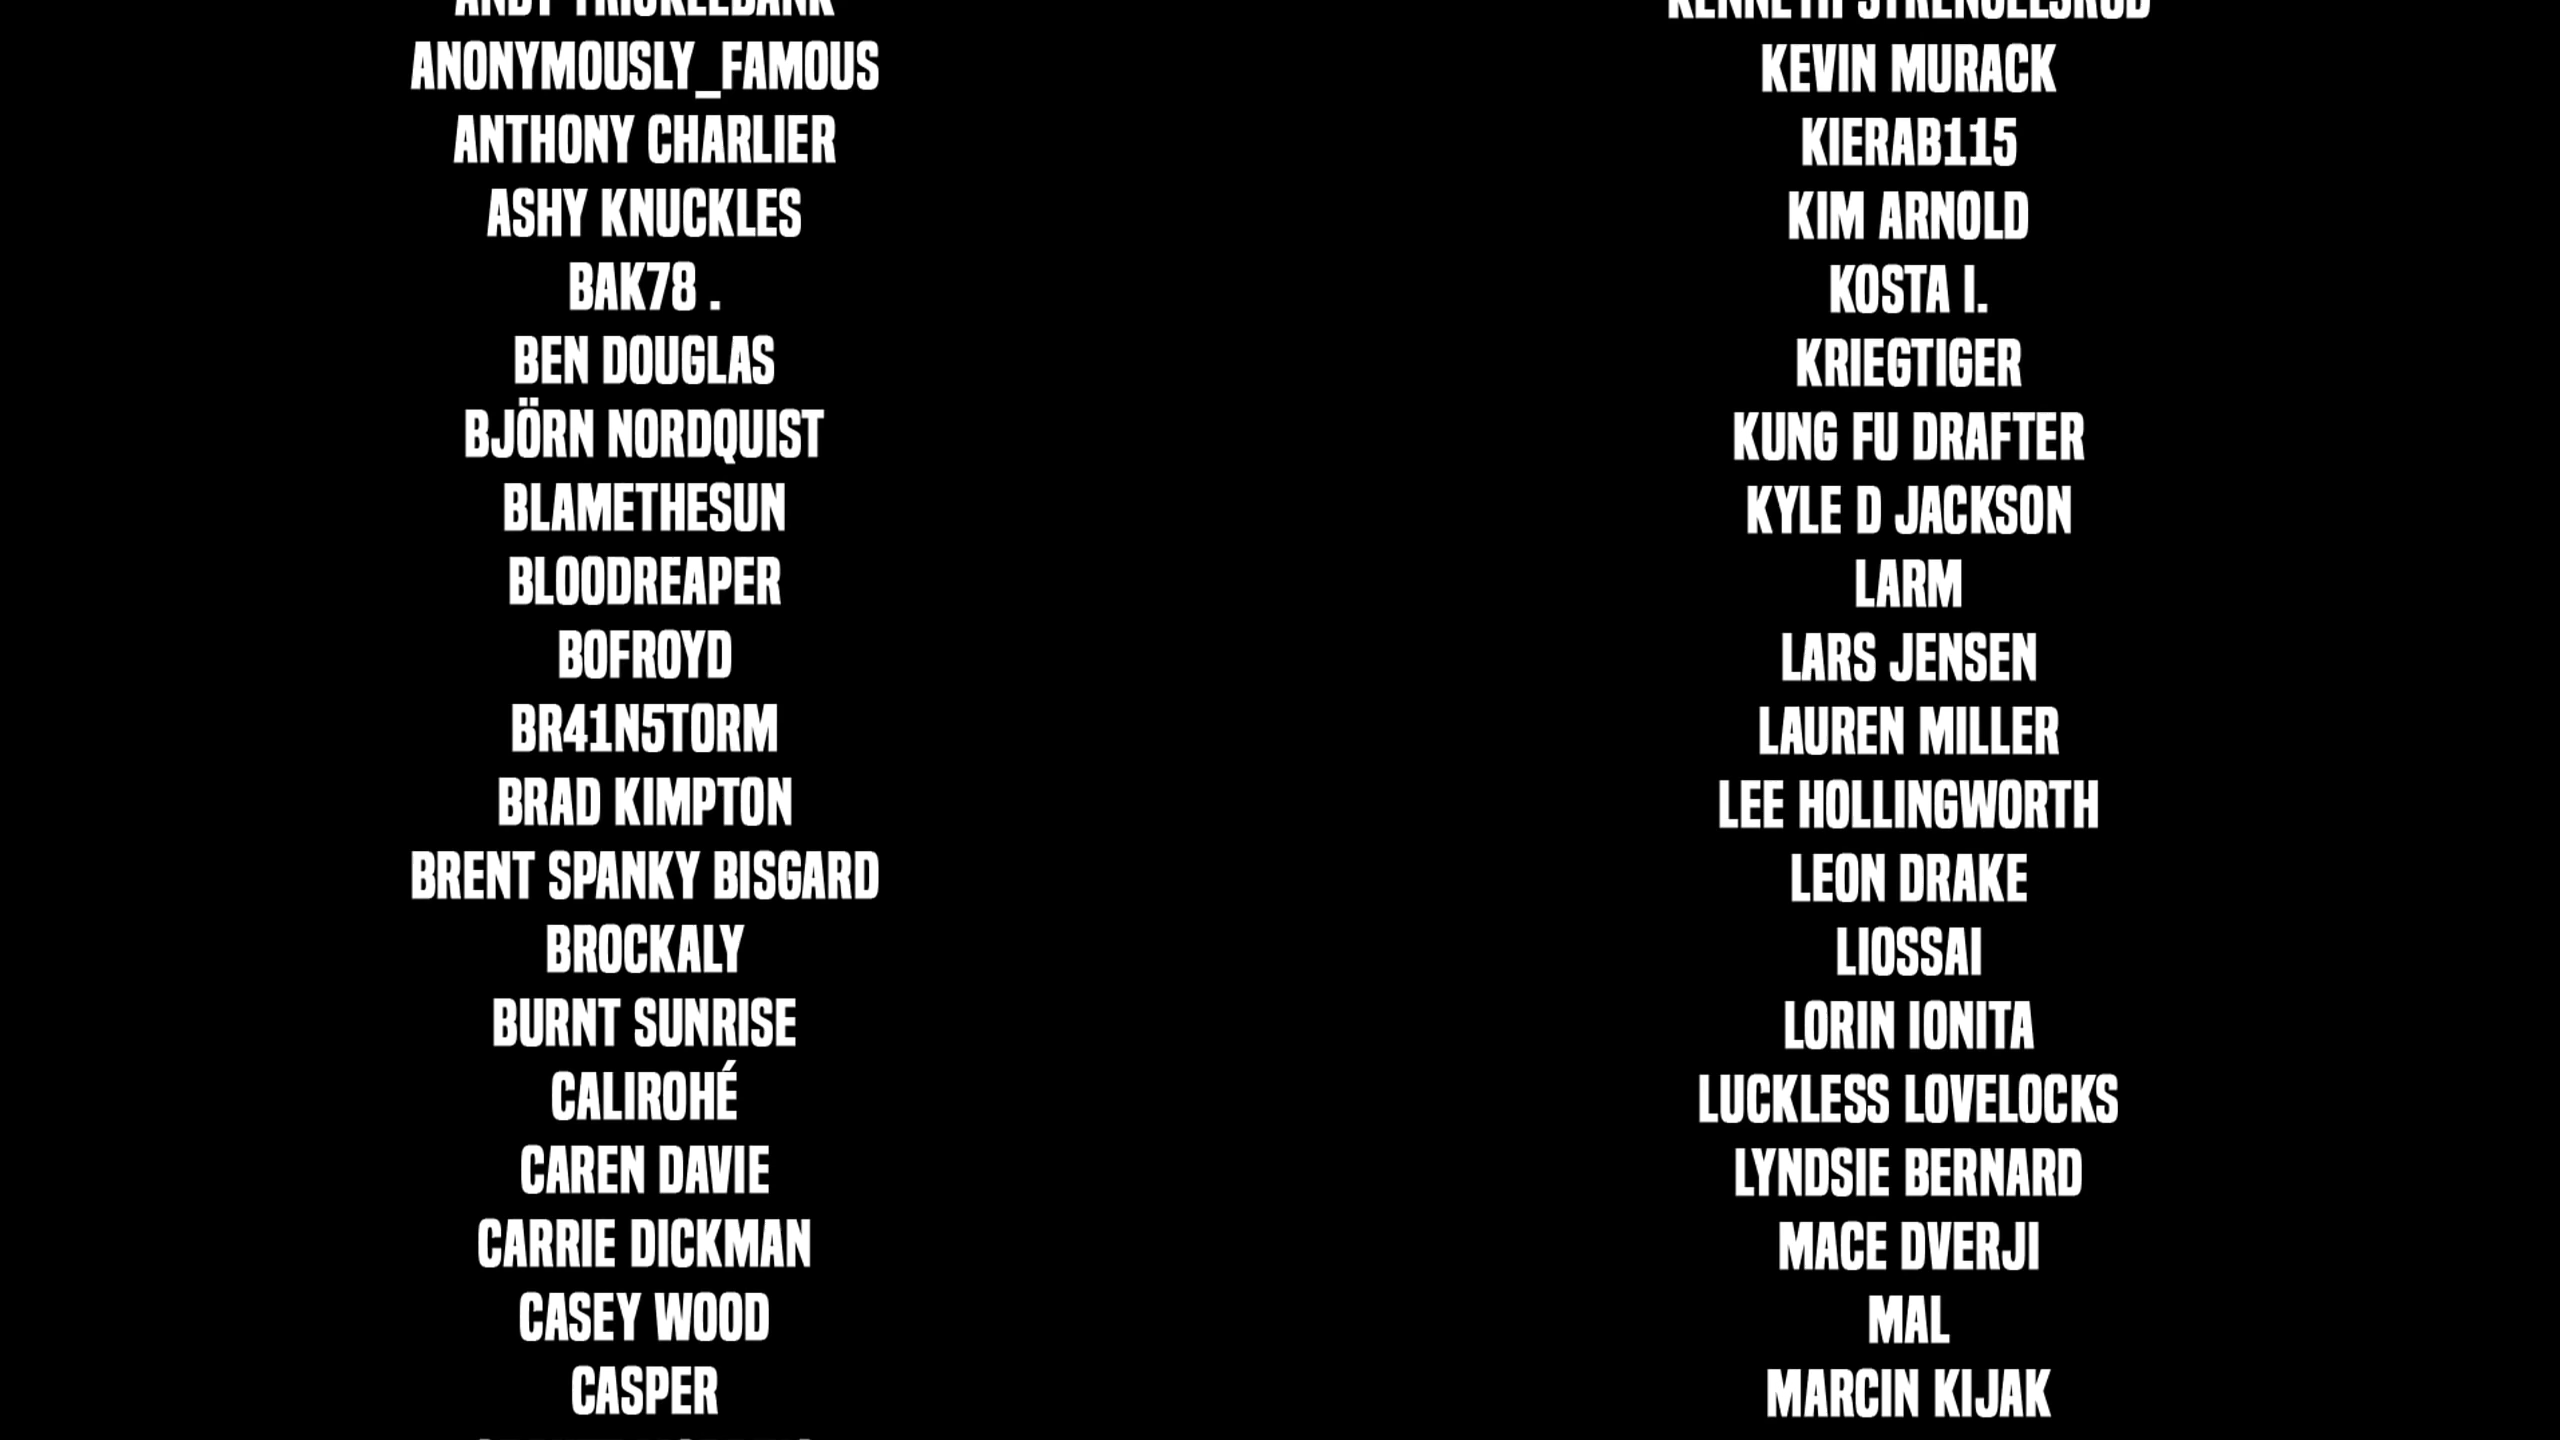 ANONYMOUSLY_FAMOUS
ANTHONY CHARLIER
ASHY KNUCKLES
BAK78 .
BEN DOUGLAS
BJÖRN NORDQUIST
BLAMETHESUN
BLOODREAPER
BOFROYD
BR41N5TORM
BRAD KIMPTON
BRENT SPANKY BISGARD
BROCKALY
BURNT SUNRISE
CALIROHÉ
CAREN DAVIE
CARRIE DICKMAN
CASEY WOOD
CASPER
KENNETH
KEVIN MURACK
KIERAB115
KIM ARNOLD
KOSTA I.
KRIEGTIGER
KUNG FU DRAFTER
KYLE D JACKSON
LARM
LARS JENSEN
LAUREN MILLER
LEE HOLLINGWORTH
LEON DRAKE
LIOSSAI
LORIN IONITA
LUCKLESS LOVELOCKS
LYNDSIE BERNARD
MACE DVERJI
MAL
MARCIN KIJAK